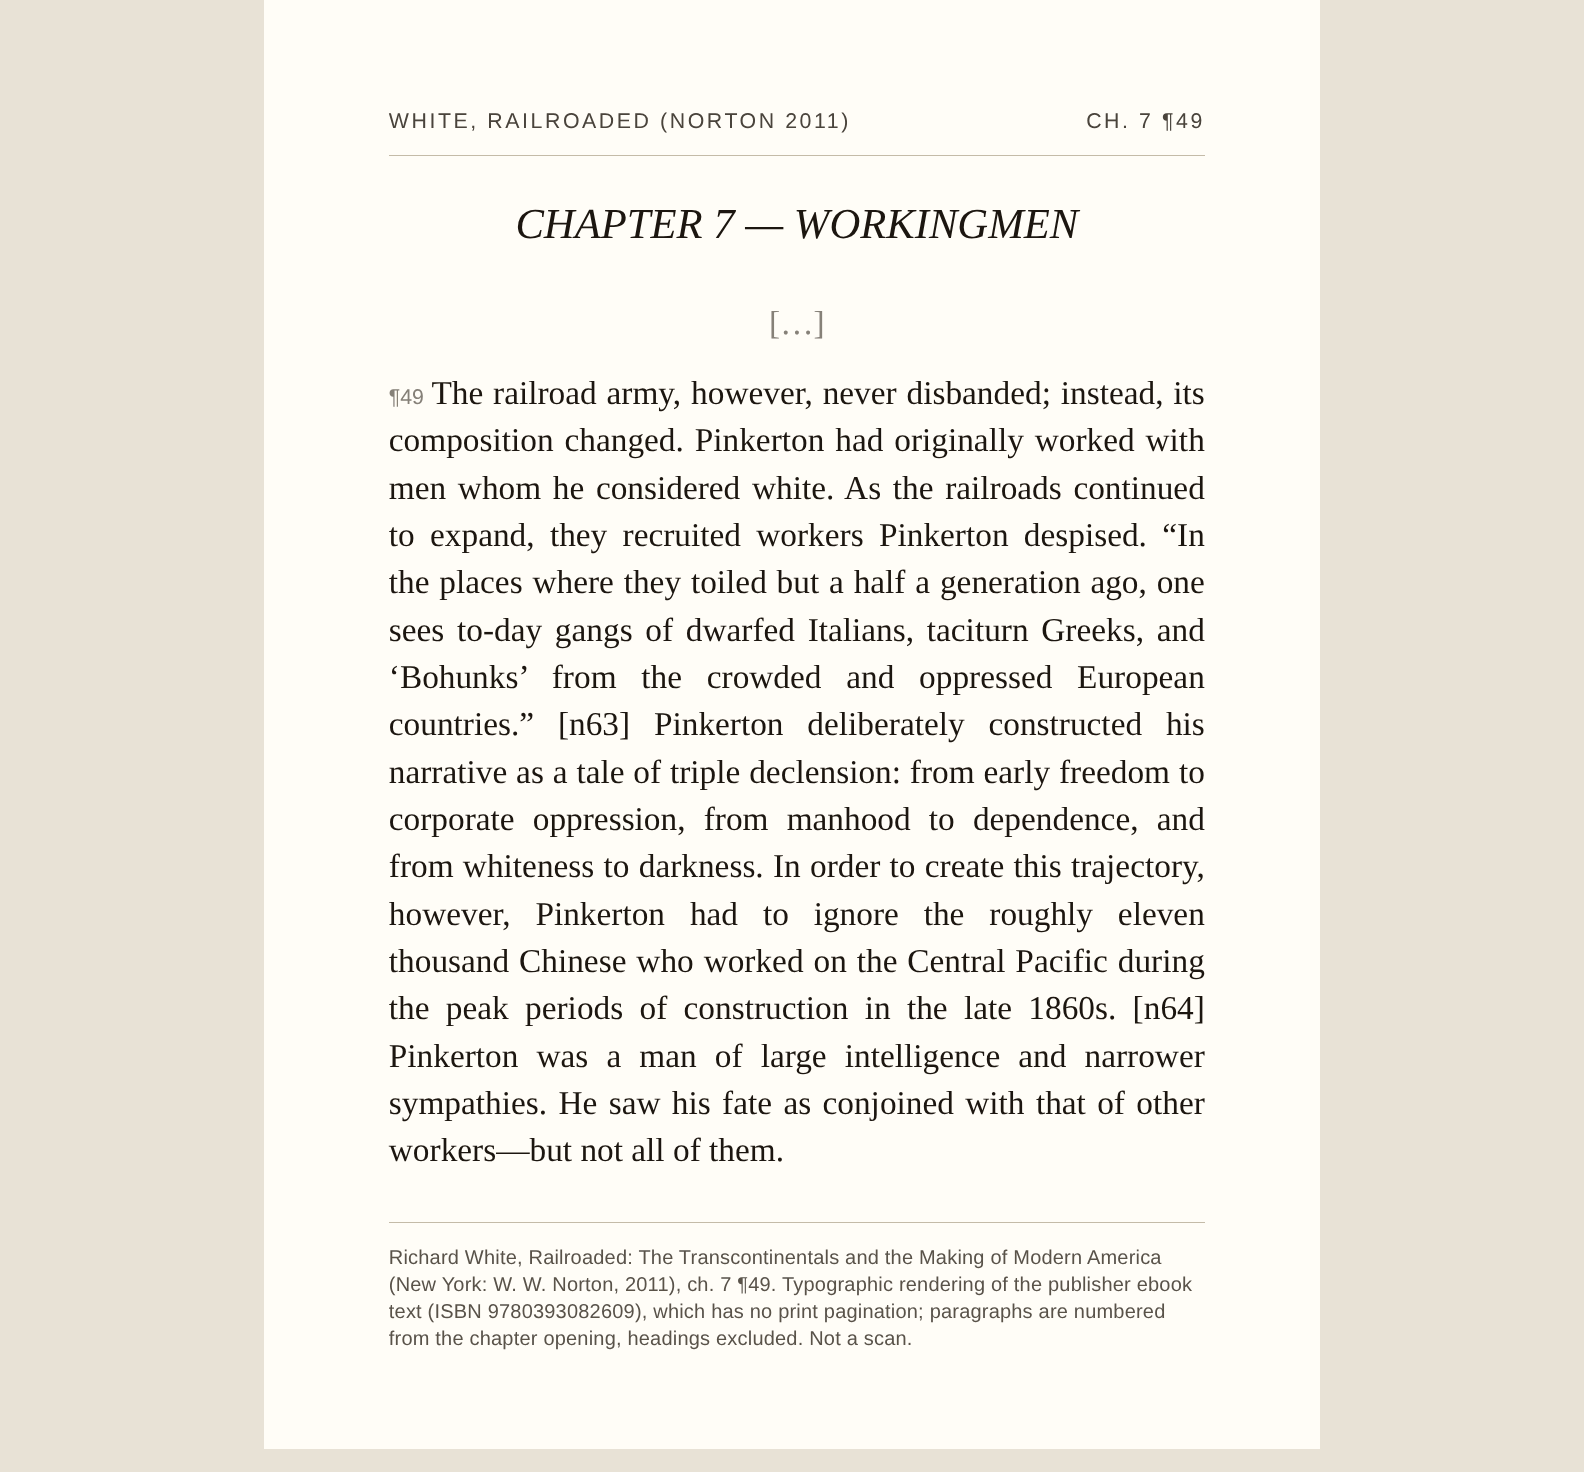 WHITE, RAILROADED (NORTON 2011)
CH. 7 ¶49
CHAPTER 7 — WORKINGMEN
[…]
¶49 The railroad army, however, never disbanded; instead, its
composition changed. Pinkerton had originally worked with
men whom he considered white. As the railroads continued
to expand, they recruited workers Pinkerton despised. “In
the places where they toiled but a half a generation ago, one
sees to-day gangs of dwarfed Italians, taciturn Greeks, and
‘Bohunks’ from the crowded and oppressed European
countries.” [n63] Pinkerton deliberately constructed his
narrative as a tale of triple declension: from early freedom to
corporate oppression, from manhood to dependence, and
from whiteness to darkness. In order to create this trajectory,
however, Pinkerton had to ignore the roughly eleven
thousand Chinese who worked on the Central Pacific during
the peak periods of construction in the late 1860s. [n64]
Pinkerton was a man of large intelligence and narrower
sympathies. He saw his fate as conjoined with that of other
workers—but not all of them.
Richard White, Railroaded: The Transcontinentals and the Making of Modern America
(New York: W. W. Norton, 2011), ch. 7 ¶49. Typographic rendering of the publisher ebook
text (ISBN 9780393082609), which has no print pagination; paragraphs are numbered
from the chapter opening, headings excluded. Not a scan.